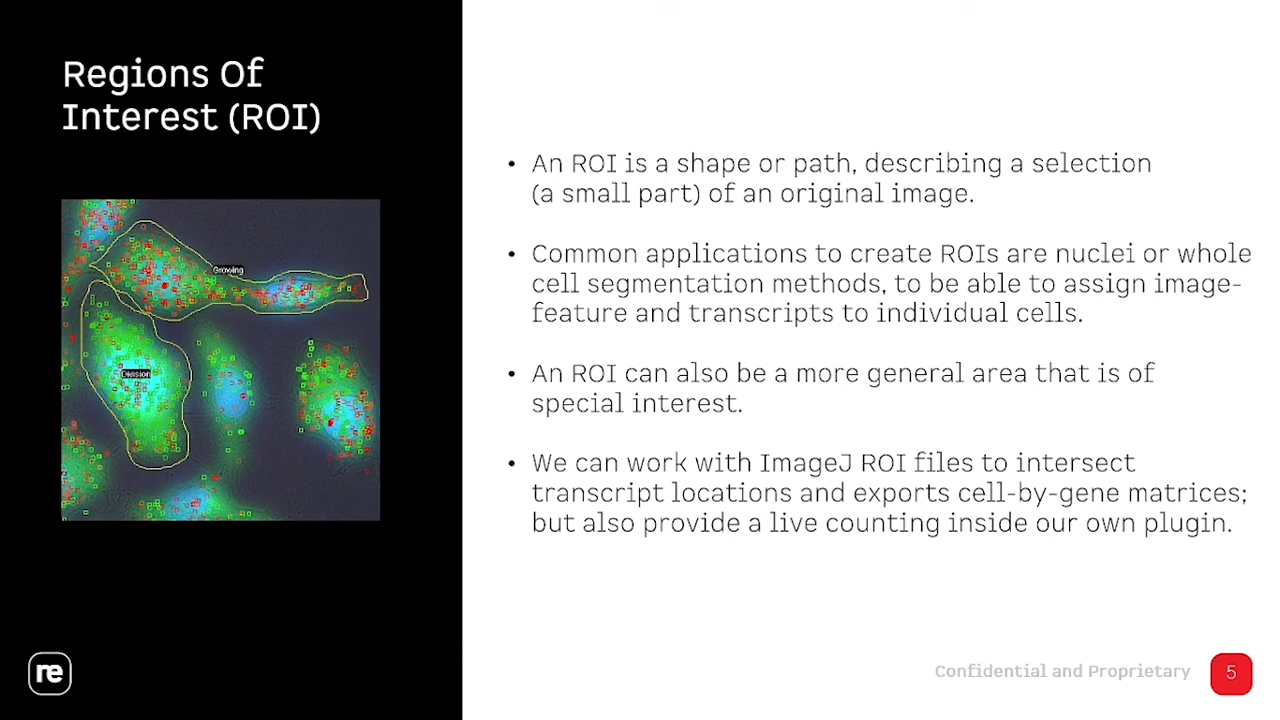 Regions Of
Interest (ROI)
Growing
Division
• An ROI is a shape or path, describing a selection
(a small part) of an original image.
• Common applications to create ROIs are nuclei or whole
cell segmentation methods, to be able to assign image-
feature and transcripts to individual cells.
• An ROI can also be a more general area that is of
special interest.
• We can work with ImageJ ROI files to intersect
transcript locations and exports cell-by-gene matrices;
but also provide a live counting inside our own plugin.
re
Confidential and Proprietary
5